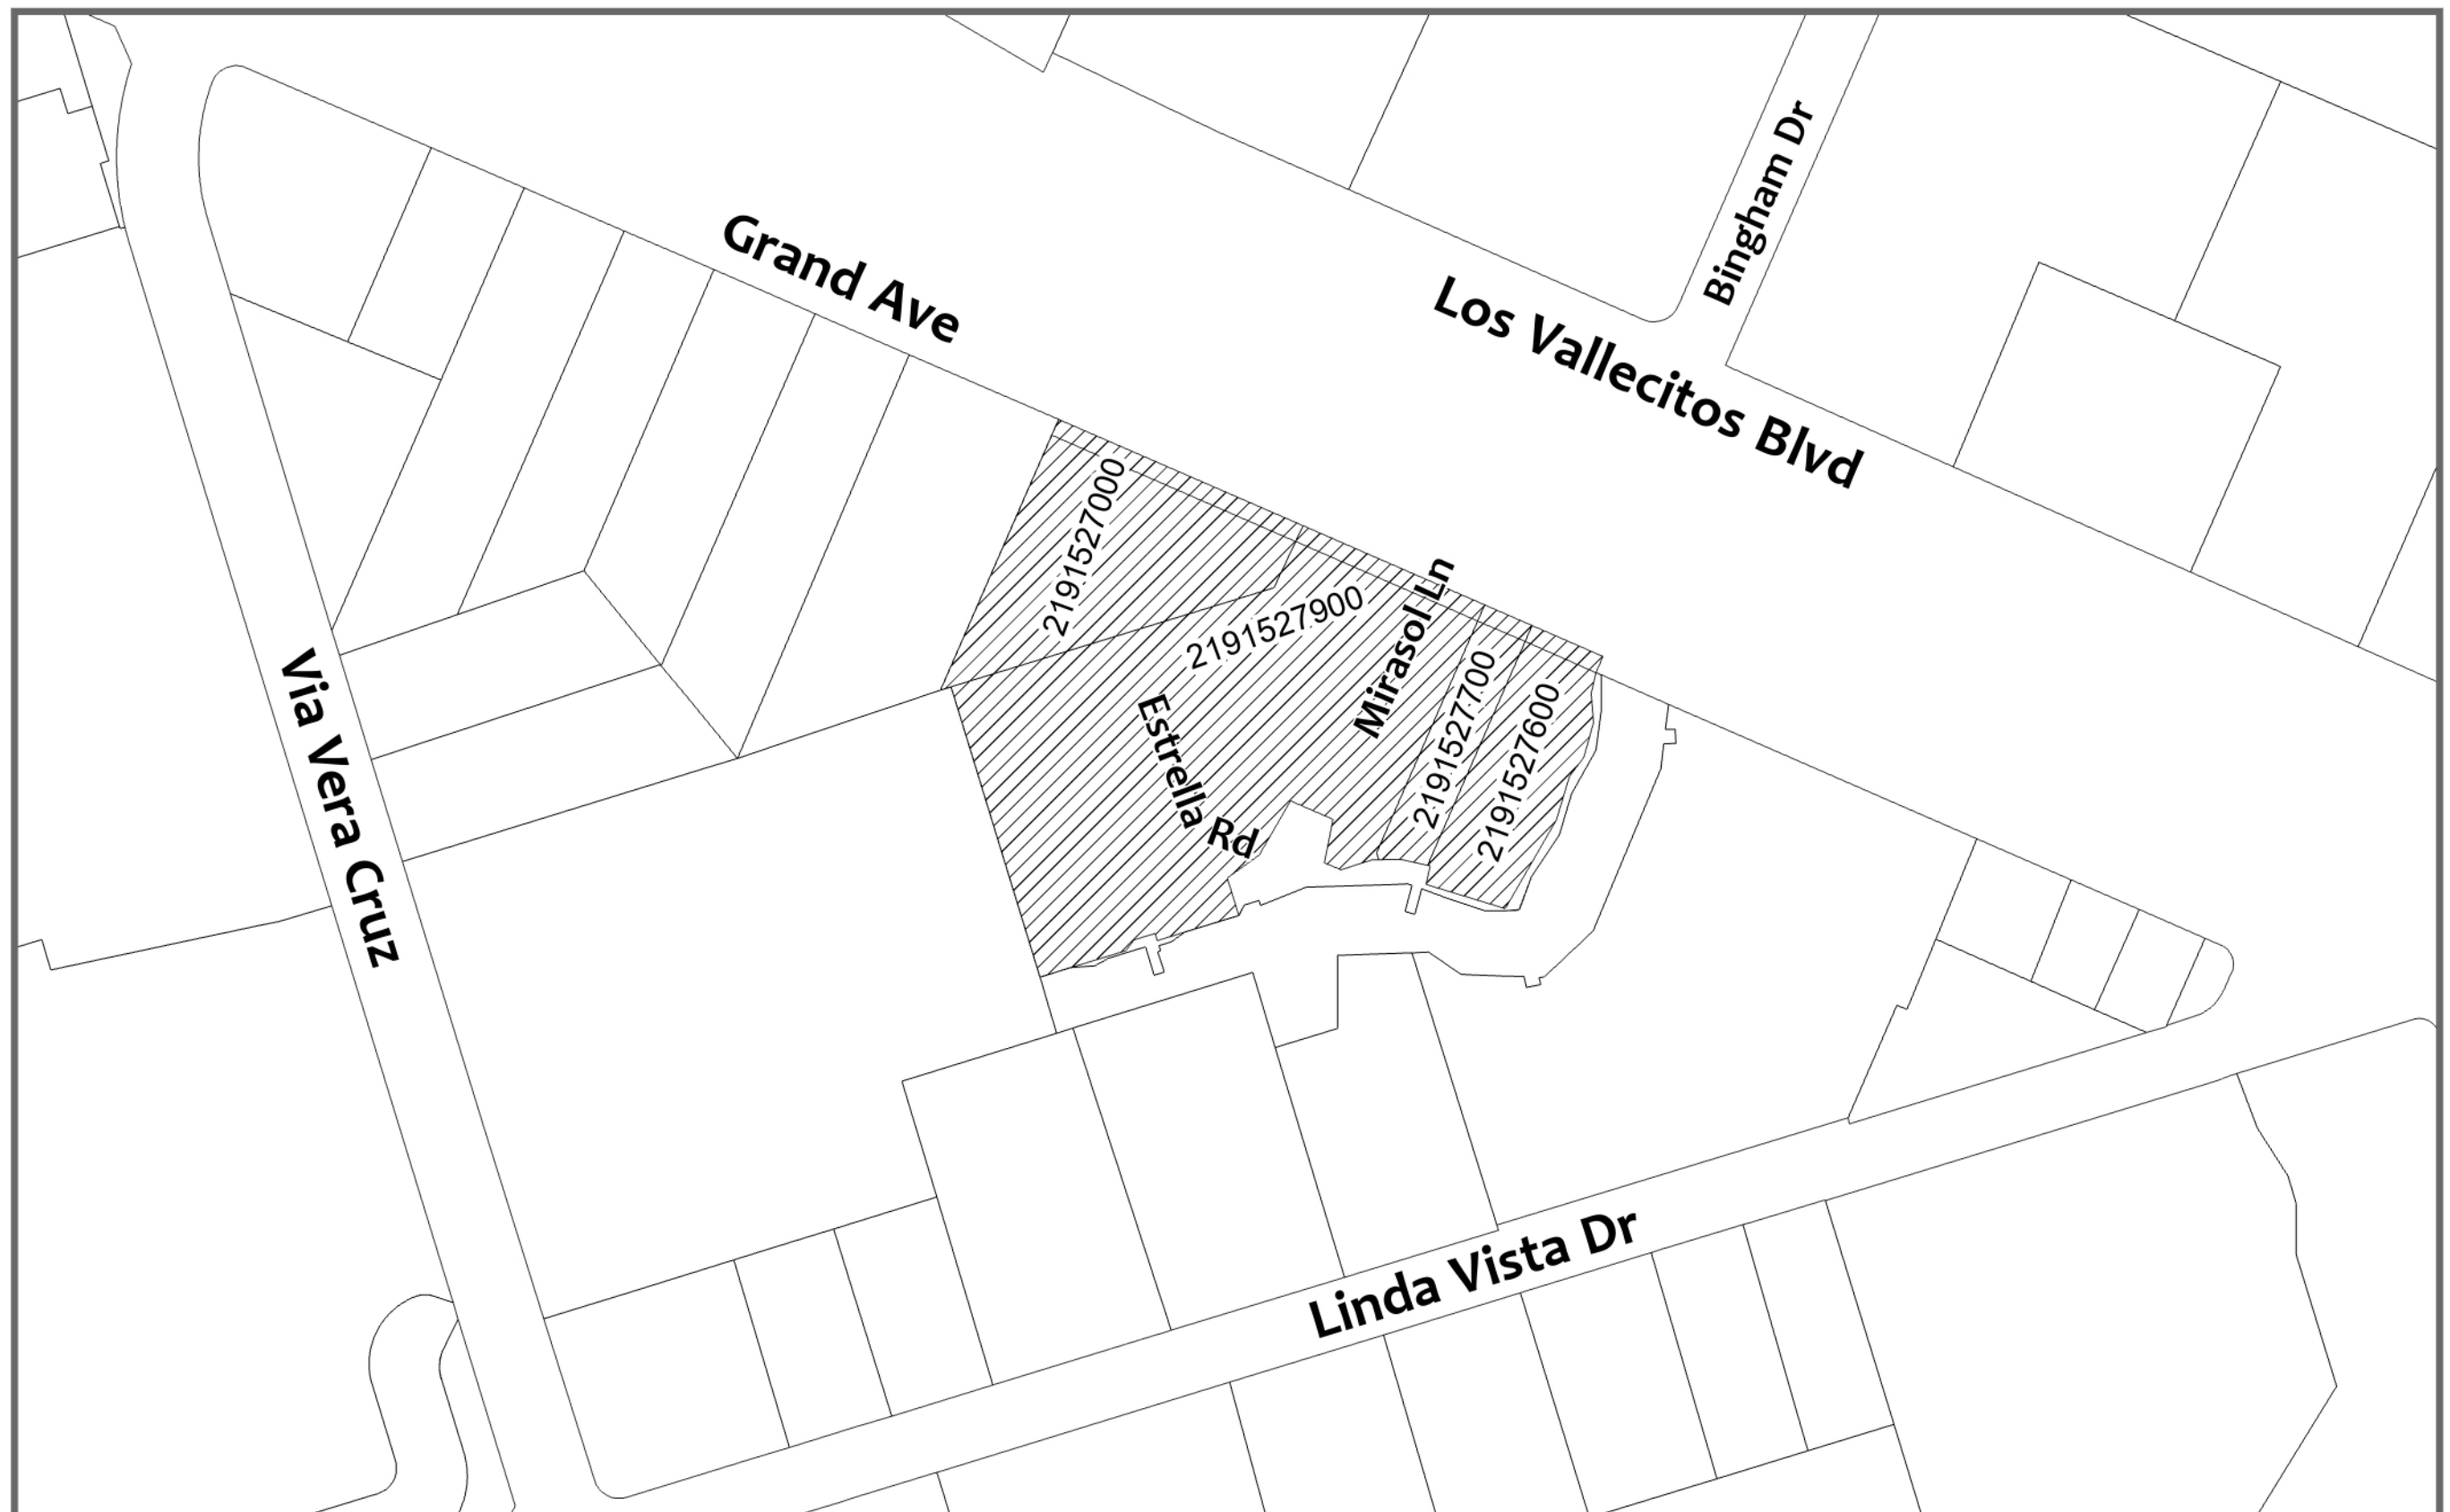 Bingham Dr
Grand Ave
Los Vallecitos Blvd
2191527000
2191527900
Mirasol Ln
2191527700
2191527600
Estrella Rd
Via Vera Cruz
Linda Vista Dr